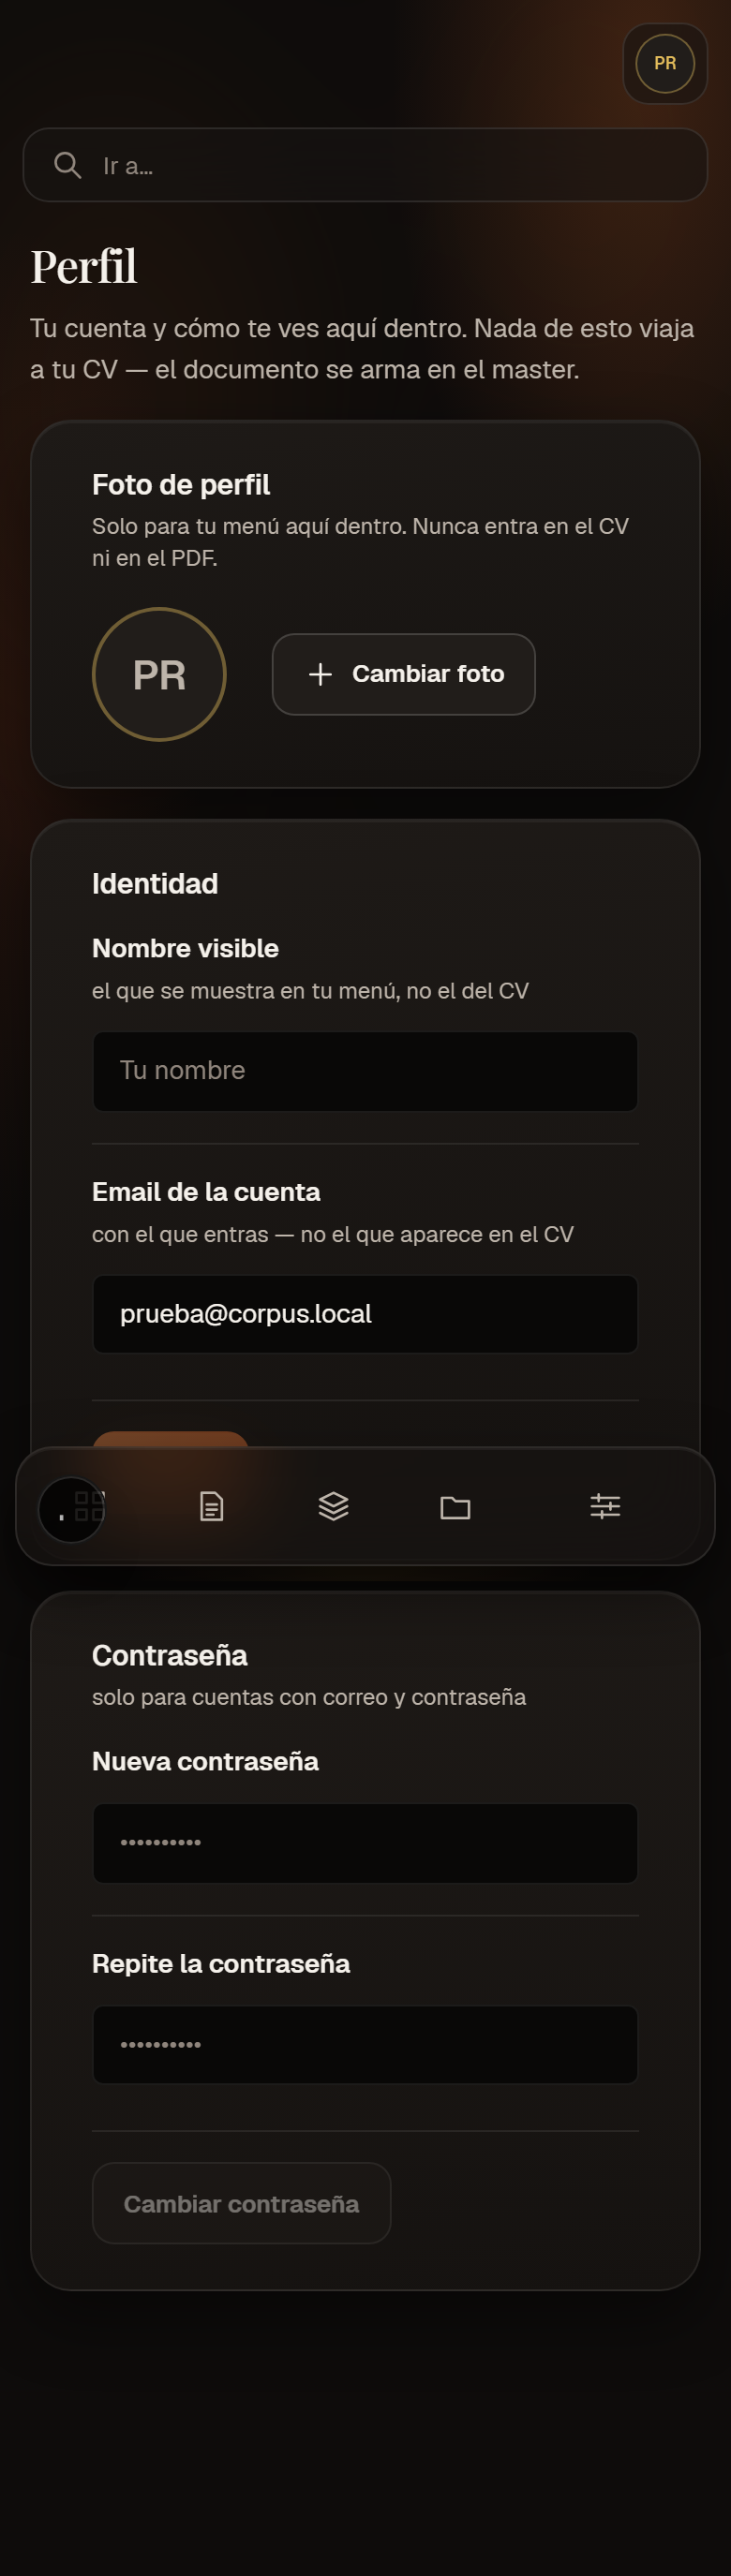 PR
Ir a...
Perfil
Tu cuenta y cómo te ves aquí dentro. Nada de esto viaja
a tu CV — el documento se arma en el master.
Foto de perfil
Solo para tu menú aquí dentro. Nunca entra en el CV
ni en el PDF.
PR
Cambiar foto
Identidad
Nombre visible
el que se muestra en tu menú, no el del CV
Tu nombre
Email de la cuenta
con el que entras — no el que aparece en el CV
prueba@corpus.local
Contraseña
solo para cuentas con correo y contraseña
Nueva contraseña
••••••••••
Repite la contraseña
••••••••••
Cambiar contraseña